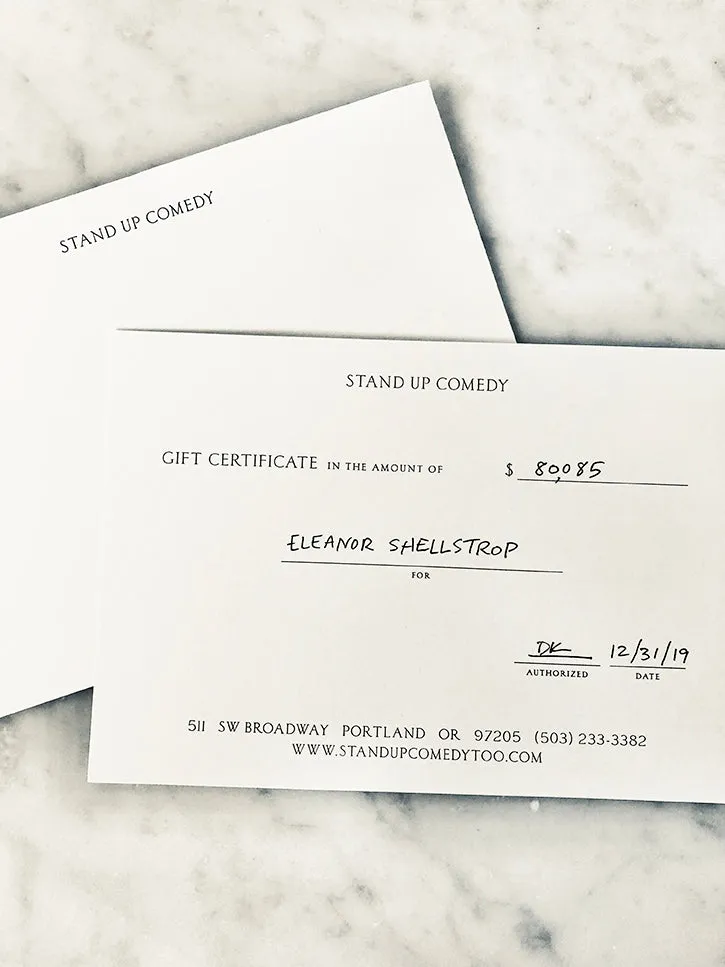 STAND UP COMEDY
STAND UP COMEDY
GIFT CERTIFICATE IN THE AMOUNT OF $ 80,085
ELEANOR SHELLSTROP
FOR
DK 12/31/19
AUTHORIZED DATE
511 SW BROADWAY PORTLAND OR 97205 (503) 233-3382
WWW.STANDUPCOMEDYTOO.COM